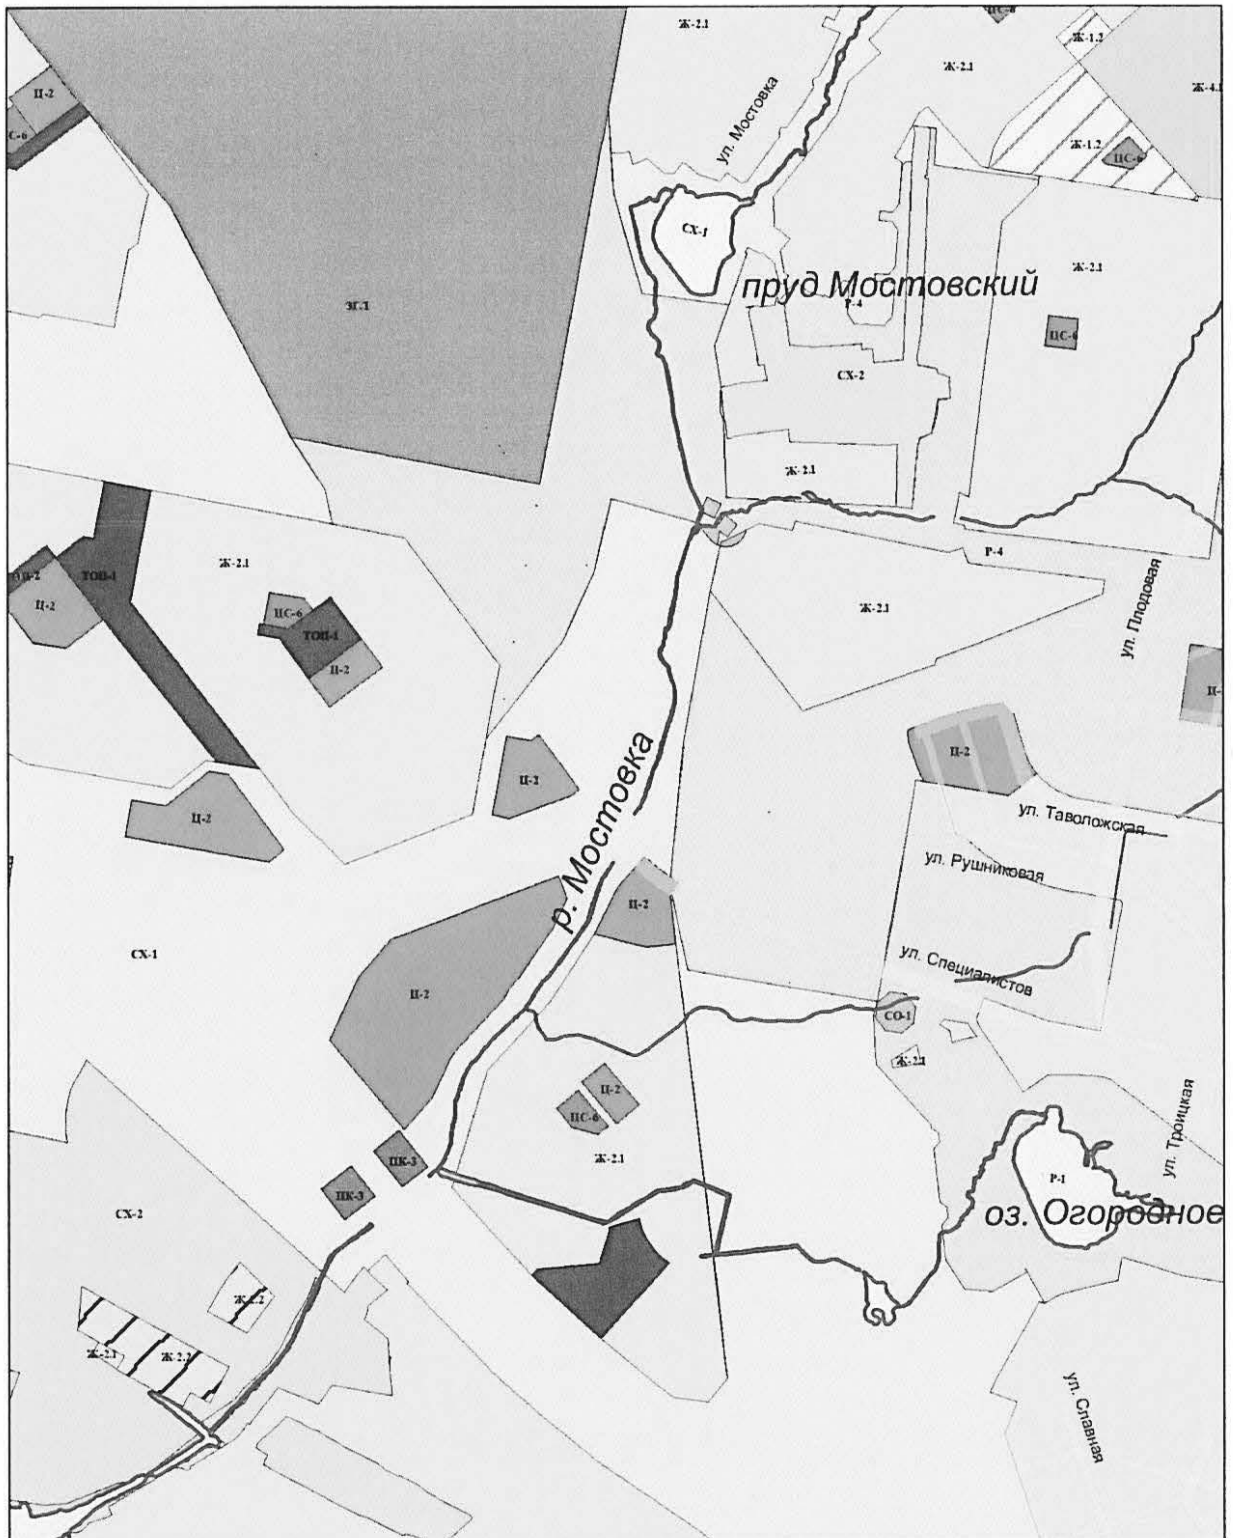 Ж-2.1
ЦС-6
Ж-1.2
Ж-2.1
Ж-4.1
Ц-2
С-6
ул. Мостовка
Ж-1.2
ЦС-6
СХ-1
Ж-2.1
пруд Мостовский
ЗГ-1
Р-4
ЦС-6
СХ-2
Ж-2.1
Р-4
Ж-2.1
ТОП-1
Ц-2
Ж-2.1
ЦС-6
ТОП-1
Ц-2
ул. Плодовая
Ц-2
Ц-2
Ц-2
р. Мостовка
ул. Таволожская
ул. Рушниковая
Ц-2
ул. Специалистов
СХ-1
Ц-2
СО-1
Ж-2.1
Ц-2
ЦС-6
ул. Троицкая
ПК-3
Ж-2.1
ПК-3
Р-1
СХ-2
оз. Огородное
Ж-2.2
Ж-2.1
Ж-2.2
ул. Славная